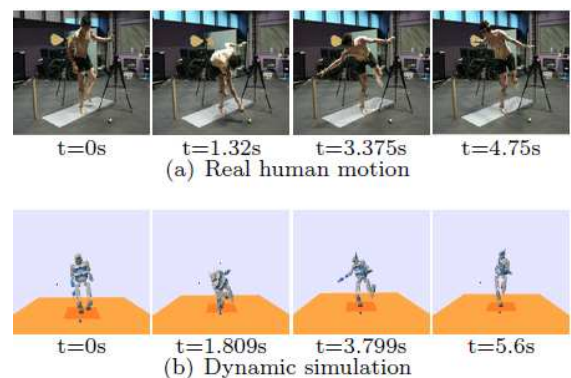 t=0s t=1.32s t=3.375s t=4.75s
(a) Real human motion
t=0s t=1.809s t=3.799s t=5.6s
(b) Dynamic simulation